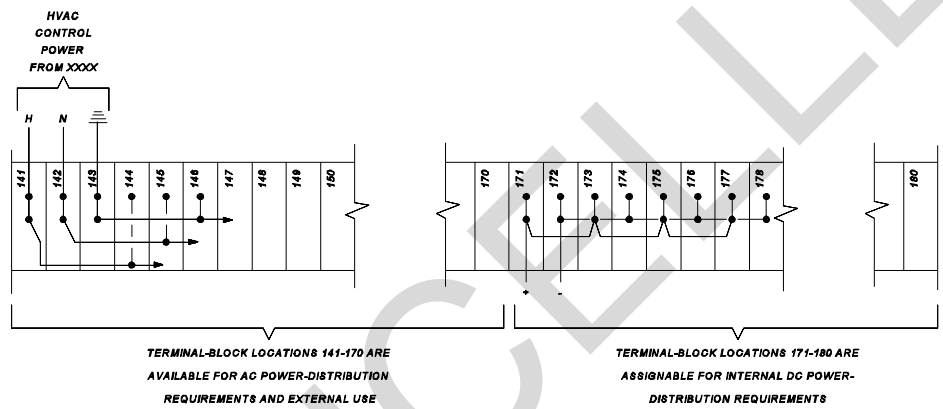 HVAC
CONTROL
POWER
FROM XXXX
H N
141 142 143 144 145 146 147 148 149 150 170 171 172 173 174 175 176 177 178 180
+ -
TERMINAL-BLOCK LOCATIONS 141-170 ARE
AVAILABLE FOR AC POWER-DISTRIBUTION
REQUIREMENTS AND EXTERNAL USE
TERMINAL-BLOCK LOCATIONS 171-180 ARE
ASSIGNABLE FOR INTERNAL DC POWER-
DISTRIBUTION REQUIREMENTS